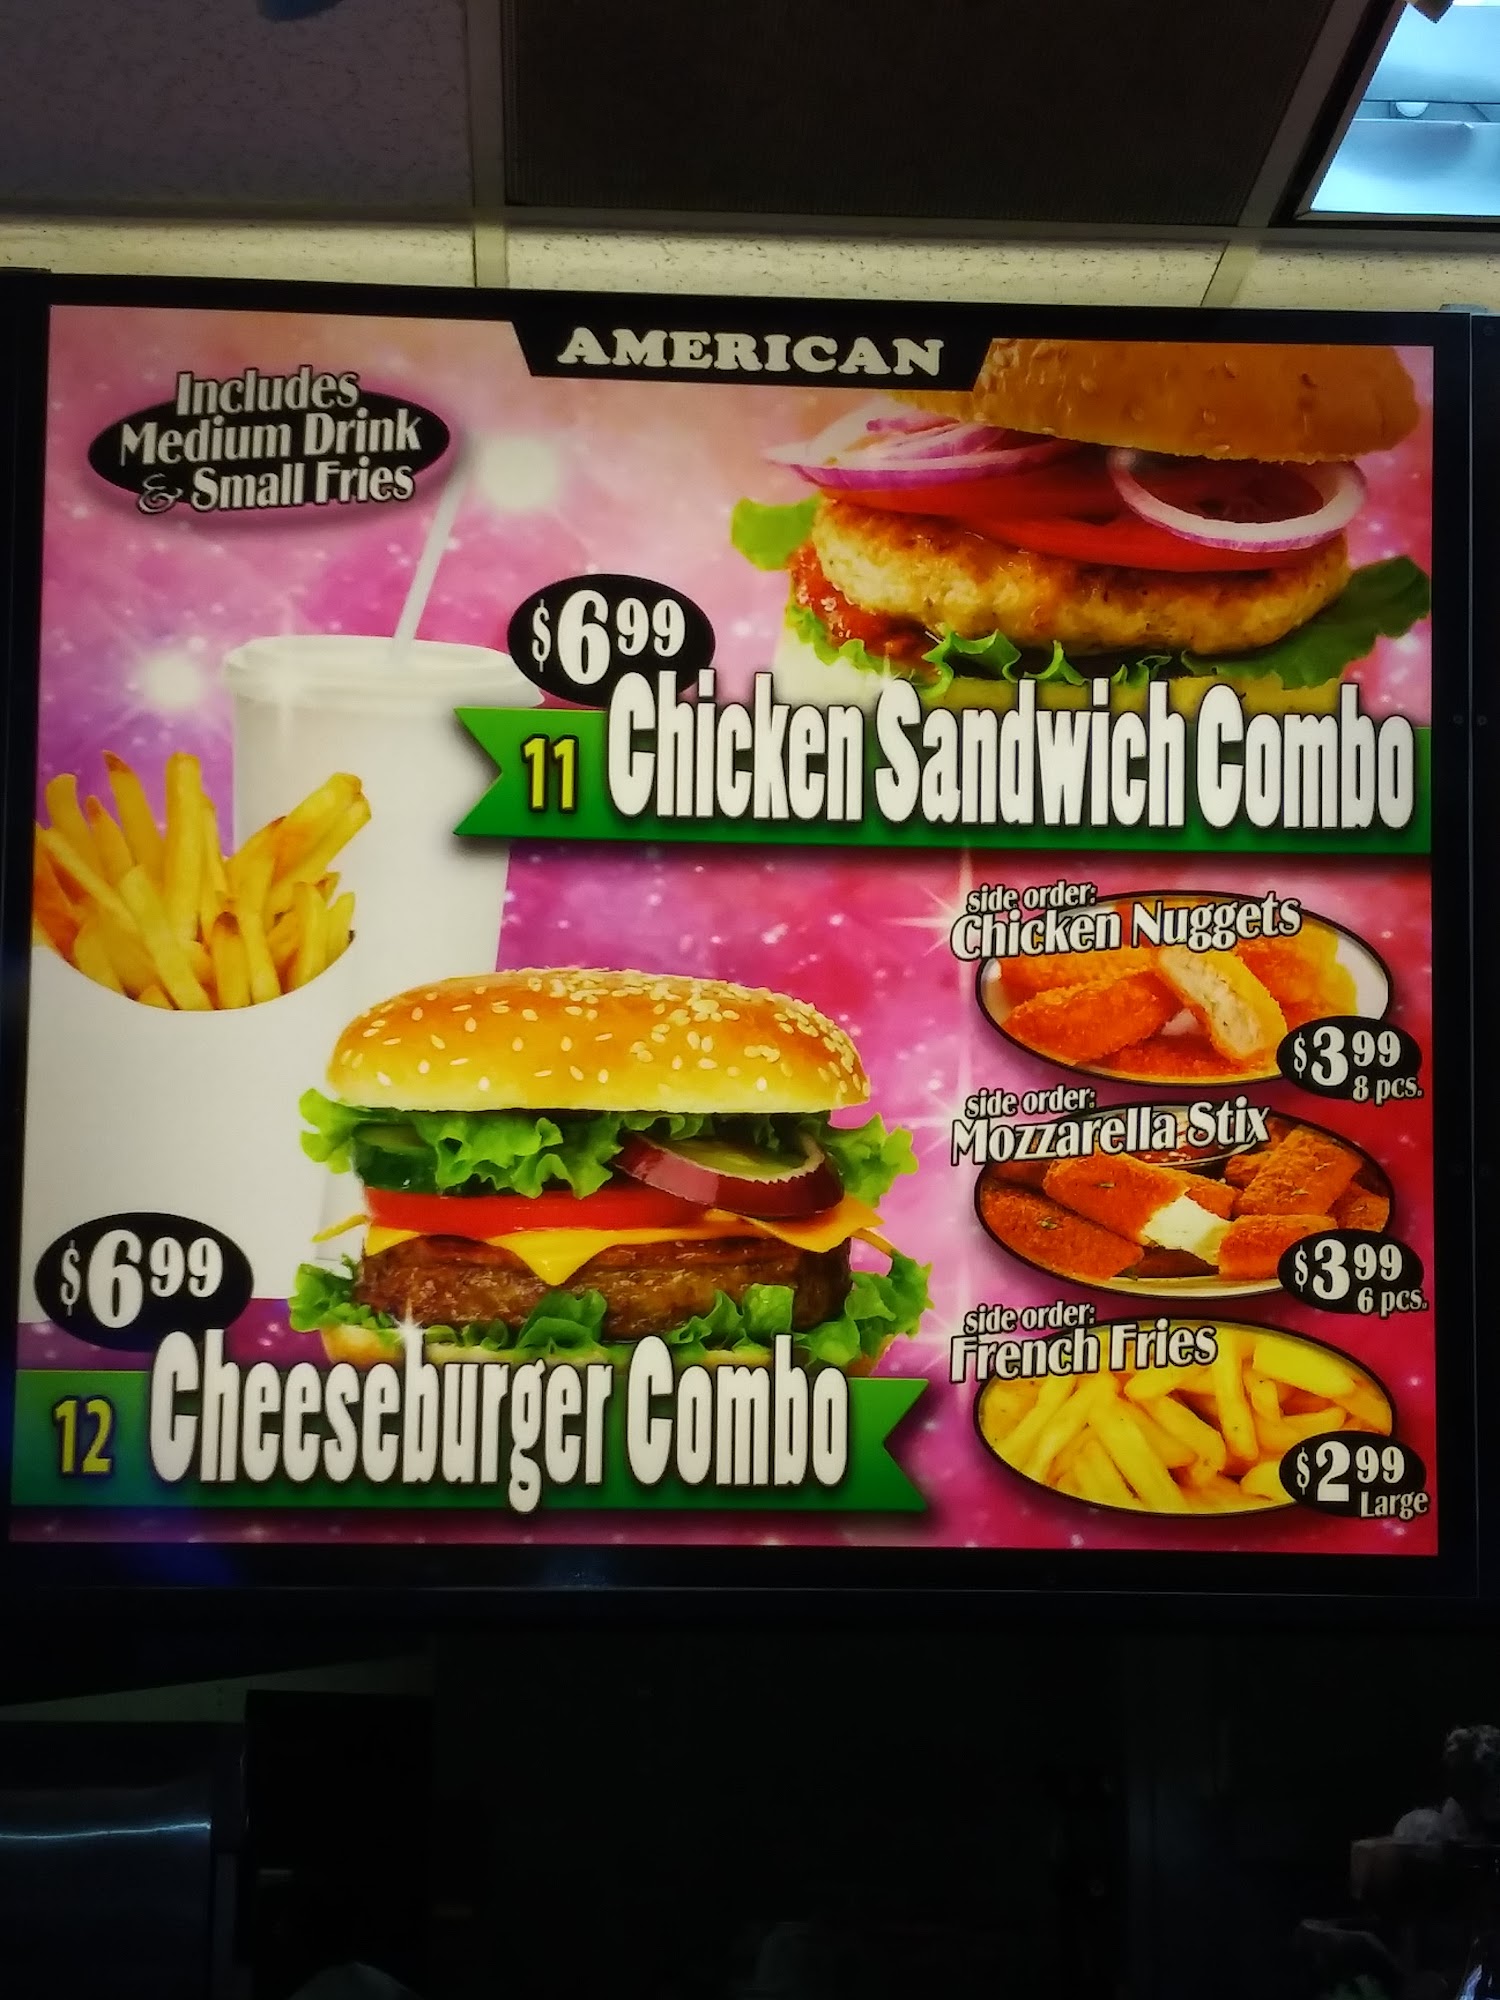 AMERICAN
Includes
Medium Drink
& Small Fries
$6.99
11 Chicken Sandwich Combo
side order:
Chicken Nuggets
$3.99
8 pcs.
side order:
Mozzarella Stix
$3.99
6 pcs.
side order:
French Fries
$2.99
Large
$6.99
12 Cheeseburger Combo